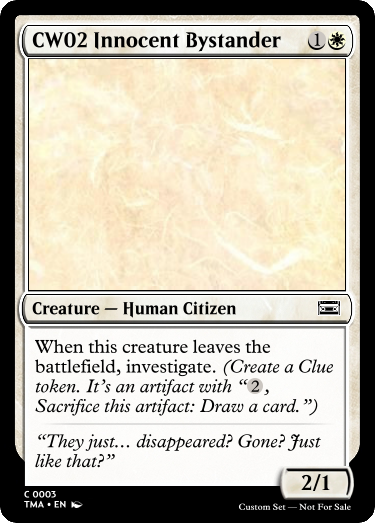 CW02 Innocent Bystander 1
Creature — Human Citizen
When this creature leaves the
battlefield, investigate. (Create a Clue
token. It's an artifact with “2,
Sacrifice this artifact: Draw a card.”)
“They just… disappeared? Gone? Just
like that?”
2/1
C 0003
TMA • EN
Custom Set — Not For Sale